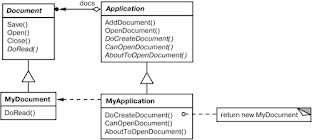 Document
Save()
Open()
Close()
DoRead()
docs
Application
AddDocument()
OpenDocument()
DoCreateDocument()
CanOpenDocument()
AboutToOpenDocument()
MyDocument
DoRead()
MyApplication
DoCreateDocument()
CanOpenDocument()
AboutToOpenDocument()
return new MyDocument